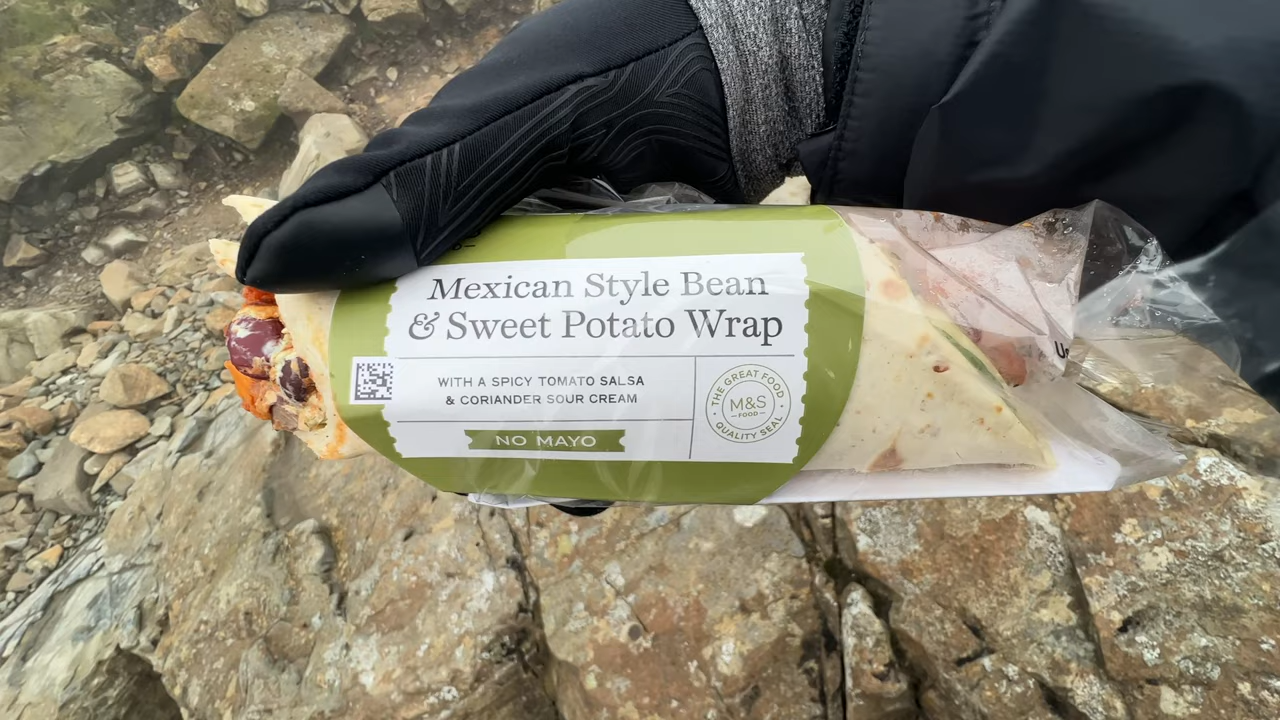 Mexican Style Bean
& Sweet Potato Wrap
WITH A SPICY TOMATO SALSA
& CORIANDER SOUR CREAM
NO MAYO
THE GREAT FOOD
M&S
FOOD
QUALITY SEAL